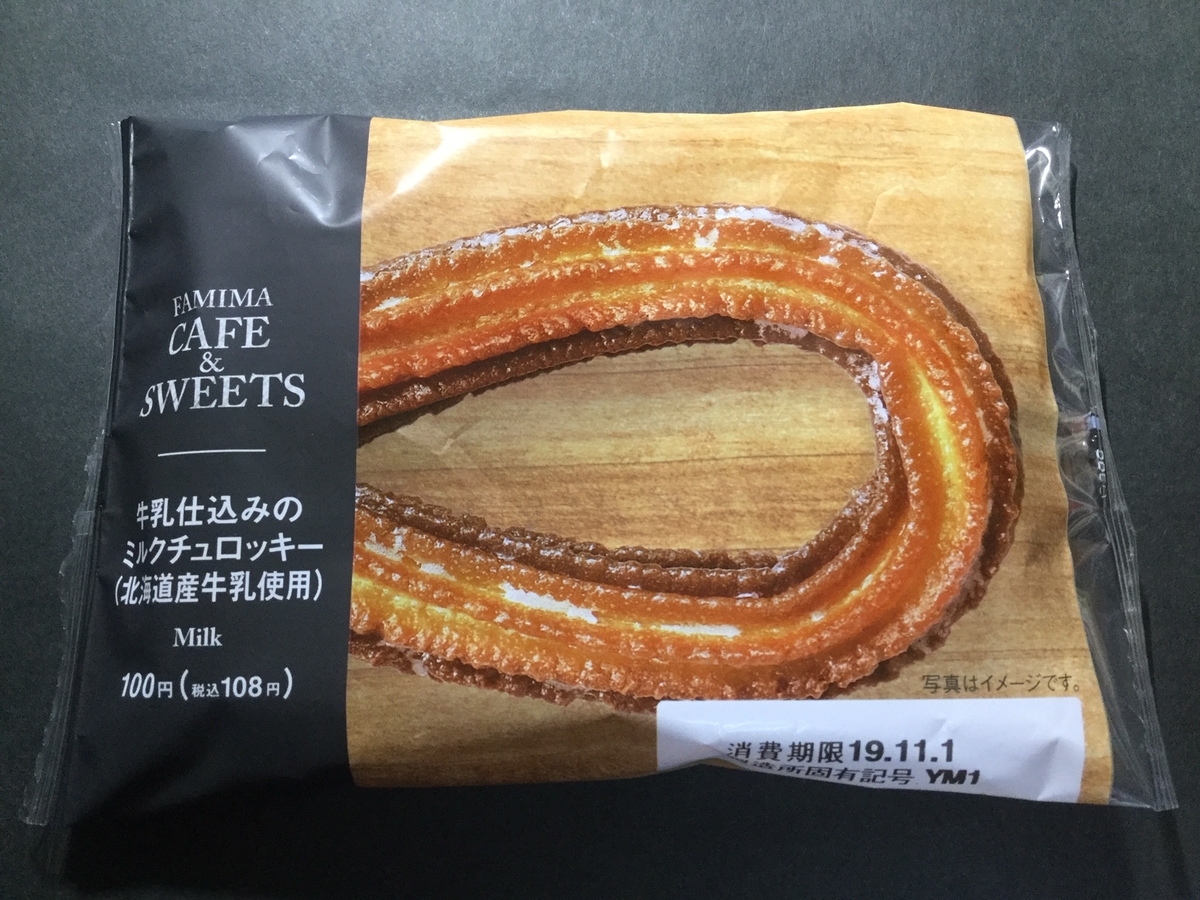 FAMIMA
CAFE
&
SWEETS
牛乳仕込みの
ミルクチュロッキー
(北海道産牛乳使用)
Milk
100円(税込108円)
写真はイメージです。
消費期限19.11.1
造所固有記号 YM1